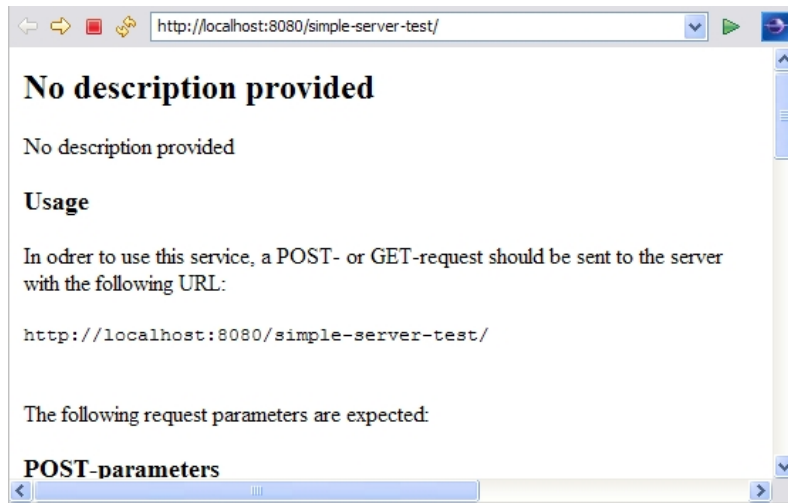 http://localhost:8080/simple-server-test/
No description provided
No description provided
Usage
In odrer to use this service, a POST- or GET-request should be sent to the server
with the following URL:
http://localhost:8080/simple-server-test/
The following request parameters are expected:
POST-parameters